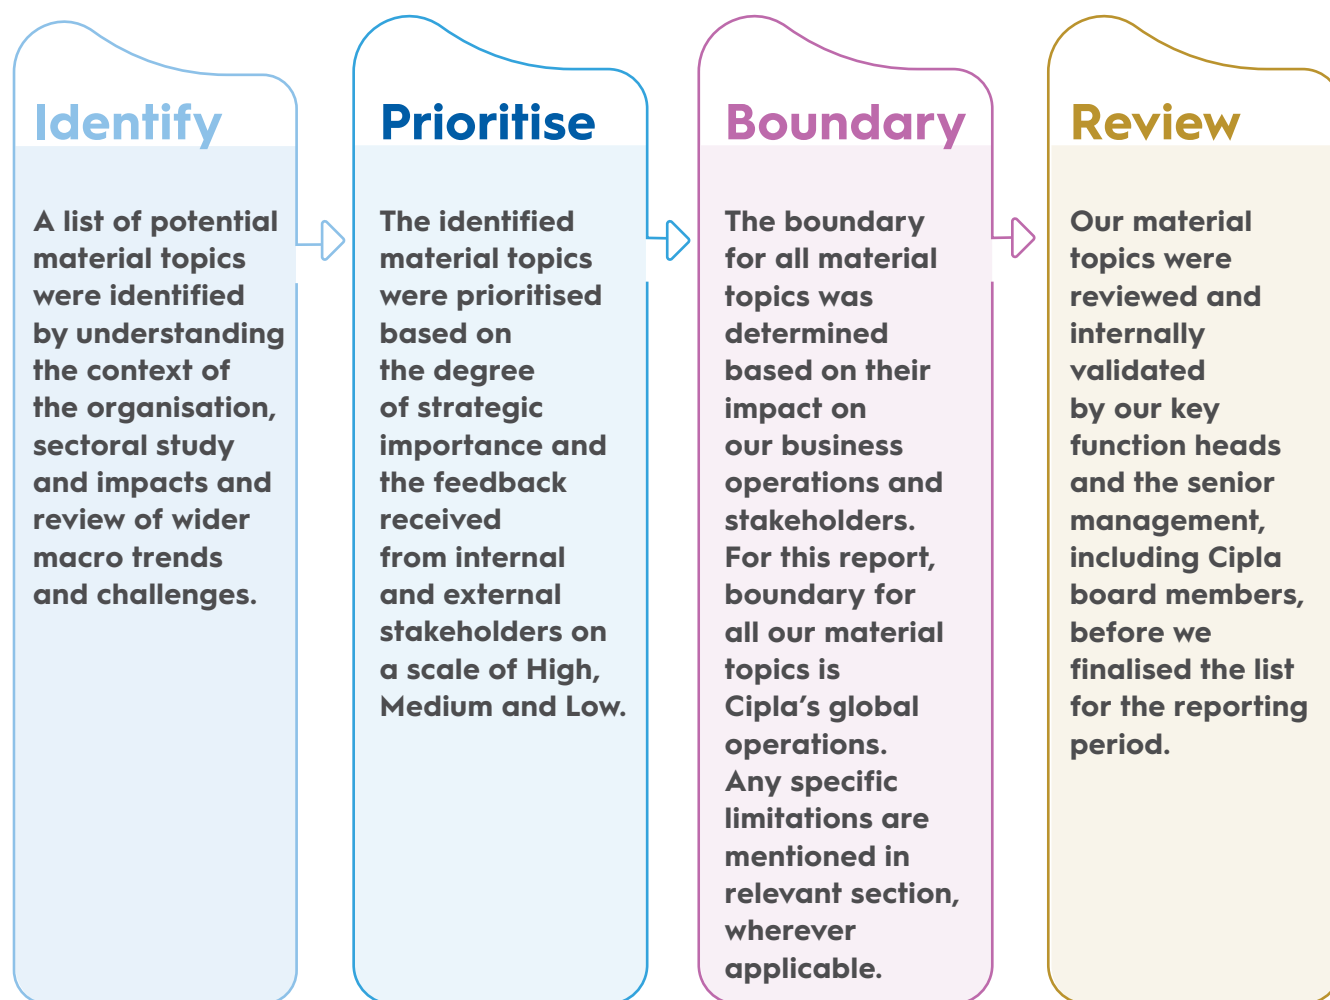 Identify
A list of potential
material topics
were identified
by understanding
the context of
the organisation,
sectoral study
and impacts and
review of wider
macro trends
and challenges.
Prioritise
The identified
material topics
were prioritised
based on
the degree
of strategic
importance and
the feedback
received
from internal
and external
stakeholders on
a scale of High,
Medium and Low.
Boundary
The boundary
for all material
topics was
determined
based on their
impact on
our business
operations and
stakeholders.
For this report,
boundary for
all our material
topics is
Cipla’s global
operations.
Any specific
limitations are
mentioned in
relevant section,
wherever
applicable.
Review
Our material
topics were
reviewed and
internally
validated
by our key
function heads
and the senior
management,
including Cipla
board members,
before we
finalised the list
for the reporting
period.